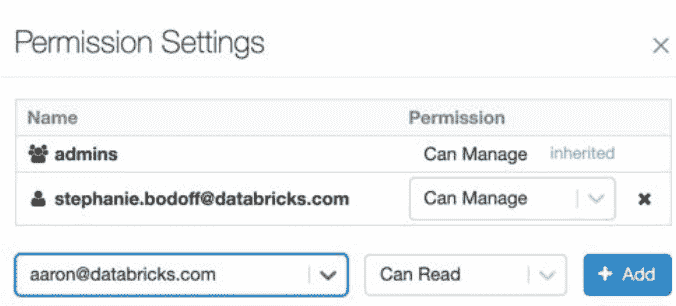 Permission Settings
Name Permission
admins Can Manage inherited
stephanie.bodoff@databricks.com Can Manage
aaron@databricks.com Can Read + Add